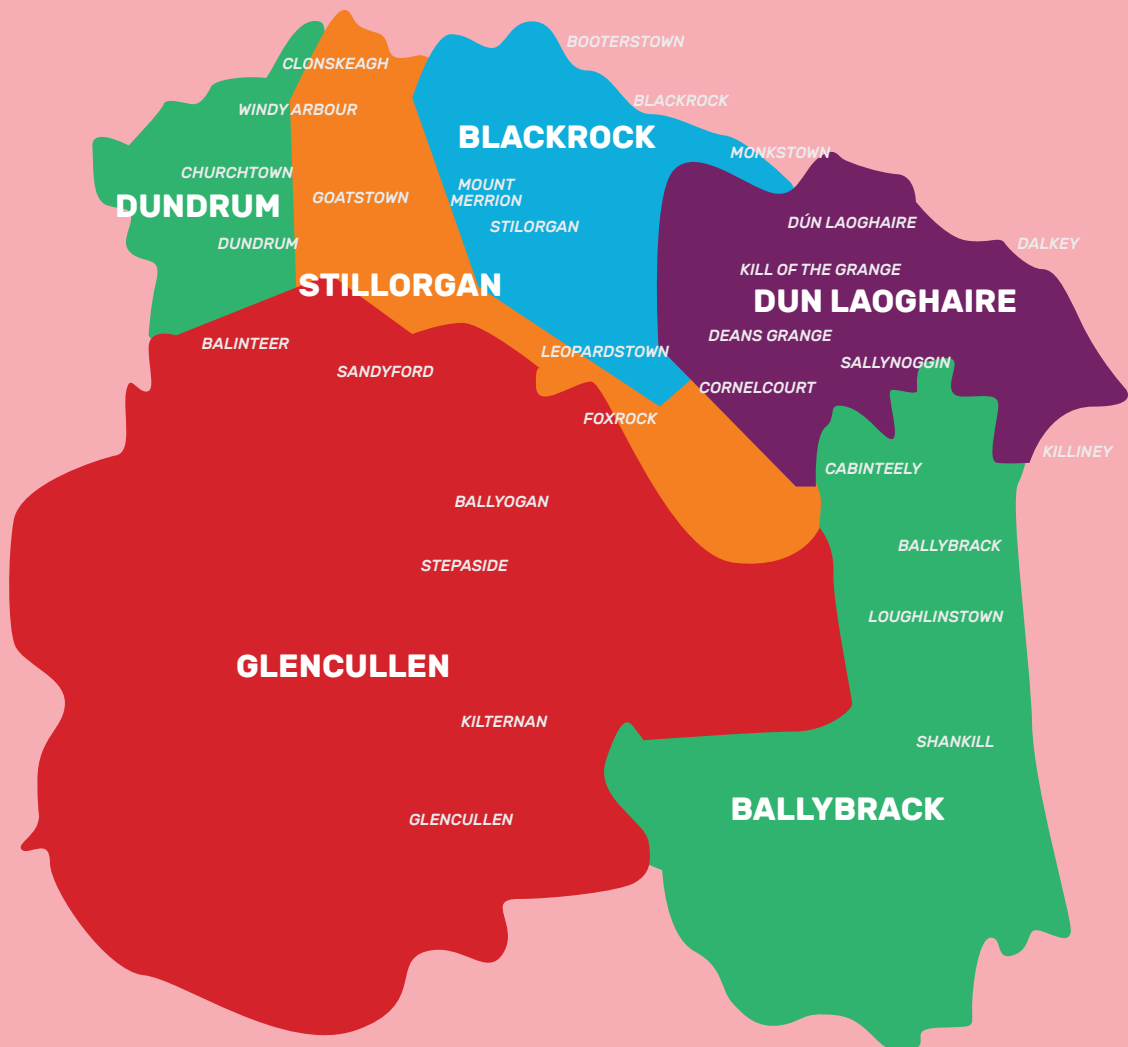 BOOTERSTOWN
CLONSKEAGH
BLACKROCK
WINDY ARBOUR
BLACKROCK
MONKSTOWN
CHURCHTOWN
MOUNT
MERRION
GOATSTOWN
DUNDRUM
DÚN LAOGHAIRE
STILORGAN
DUNDRUM
DALKEY
KILL OF THE GRANGE
STILLORGAN
DUN LAOGHAIRE
DEANS GRANGE
BALINTEER
LEOPARDSTOWN
SALLYNOGGIN
SANDYFORD
CORNELCOURT
FOXROCK
KILLINEY
CABINTEELY
BALLYOGAN
BALLYBRACK
STEPASIDE
LOUGHLINSTOWN
GLENCULLEN
KILTERNAN
SHANKILL
BALLYBRACK
GLENCULLEN